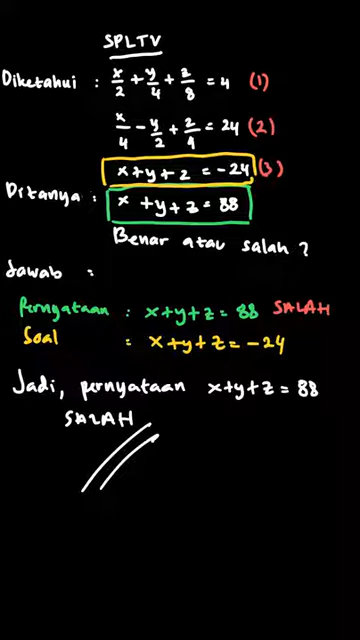 SPLTV
Diketahui : x/2 + y/4 + z/8 = 4 (1)
x/4 - y/2 + z/4 = 24 (2)
x+y+z = -24 (3)
Ditanya : x + y + z = 88
Benar atau salah ?
Jawab :
Pernyataan : x+y+z = 88 SALAH
Soal : x+y+z = -24
Jadi, pernyataan x+y+z = 88
SALAH